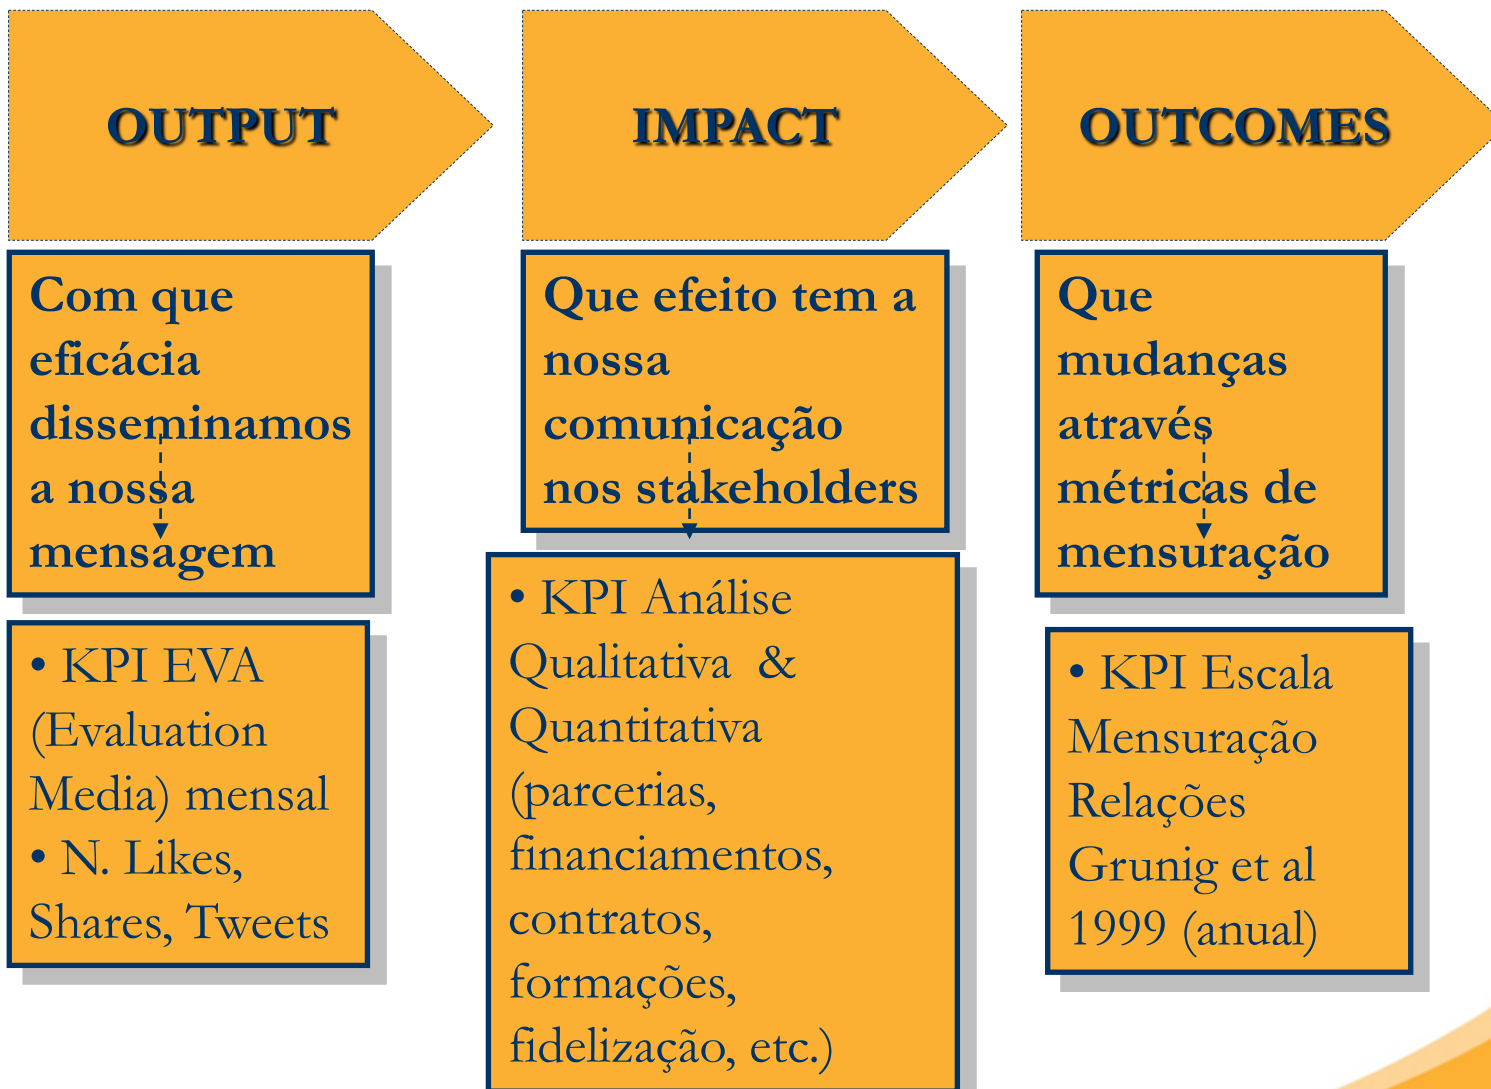 OUTPUT
Com que
eficácia
disseminamos
a nossa
mensagem
• KPI EVA
(Evaluation
Media) mensal
• N. Likes,
Shares, Tweets
IMPACT
Que efeito tem a
nossa
comunicação
nos stakeholders
• KPI Análise
Qualitativa &
Quantitativa
(parcerias,
financiamentos,
contratos,
formações,
fidelização, etc.)
OUTCOMES
Que
mudanças
através
métricas de
mensuração
• KPI Escala
Mensuração
Relações
Grunig et al
1999 (anual)